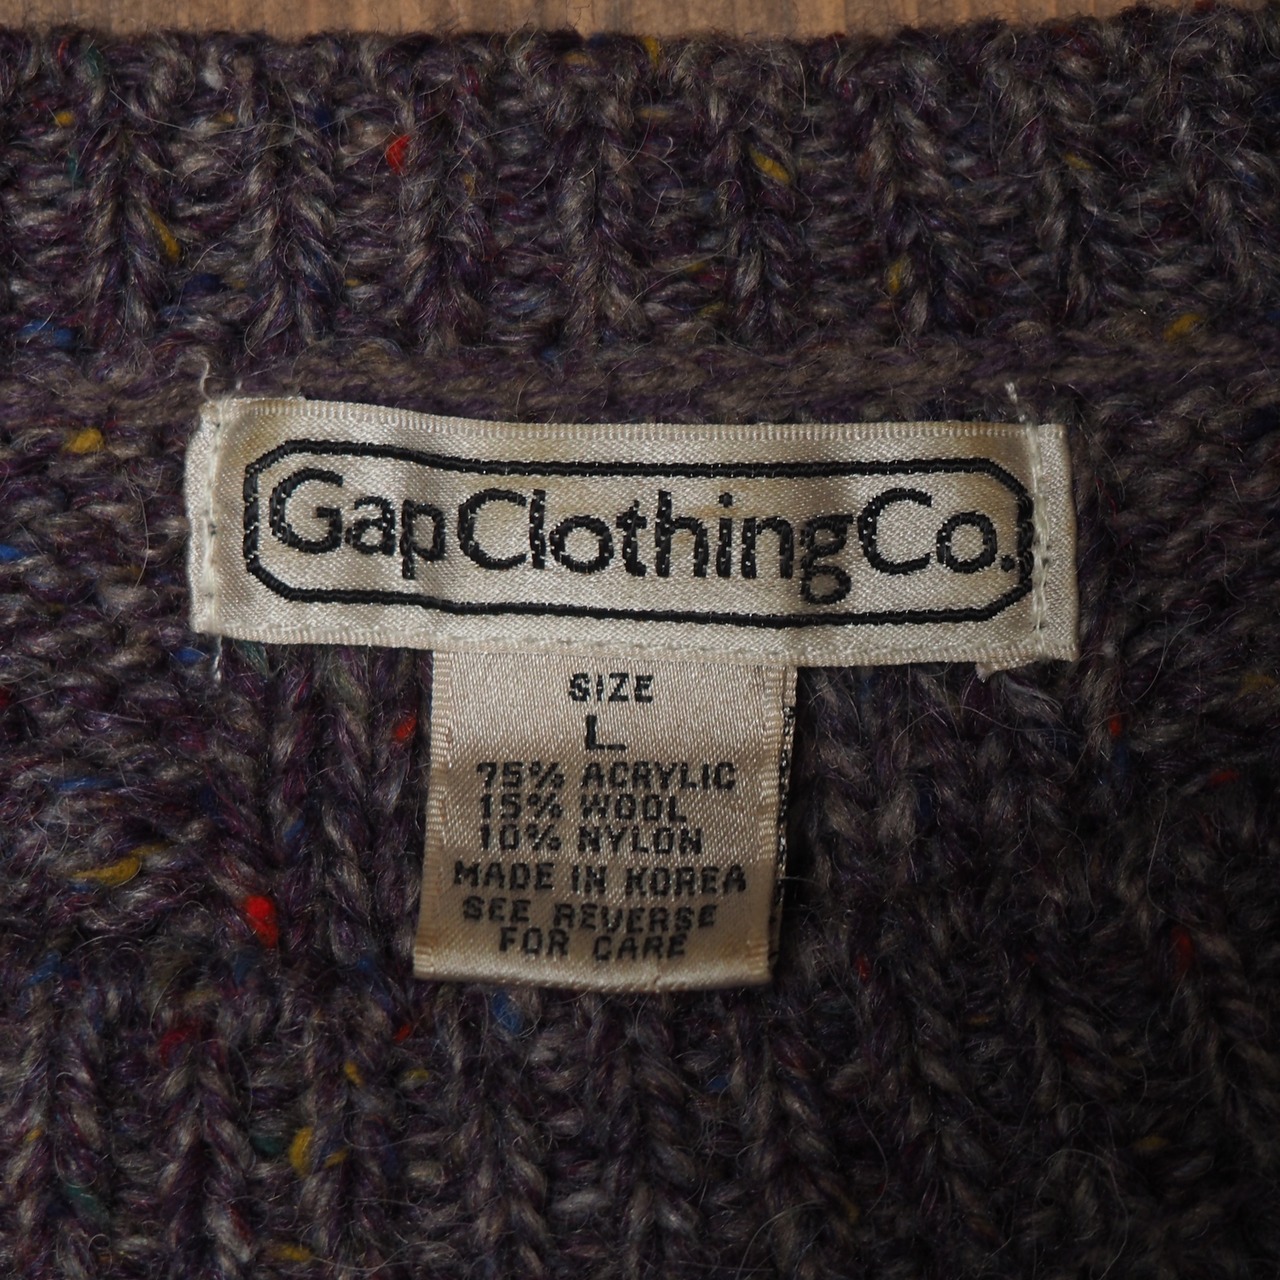 GapClothingCo.
SIZE
L
75% ACRYLIC
15% WOOL
10% NYLON
MADE IN KOREA
SEE REVERSE
FOR CARE